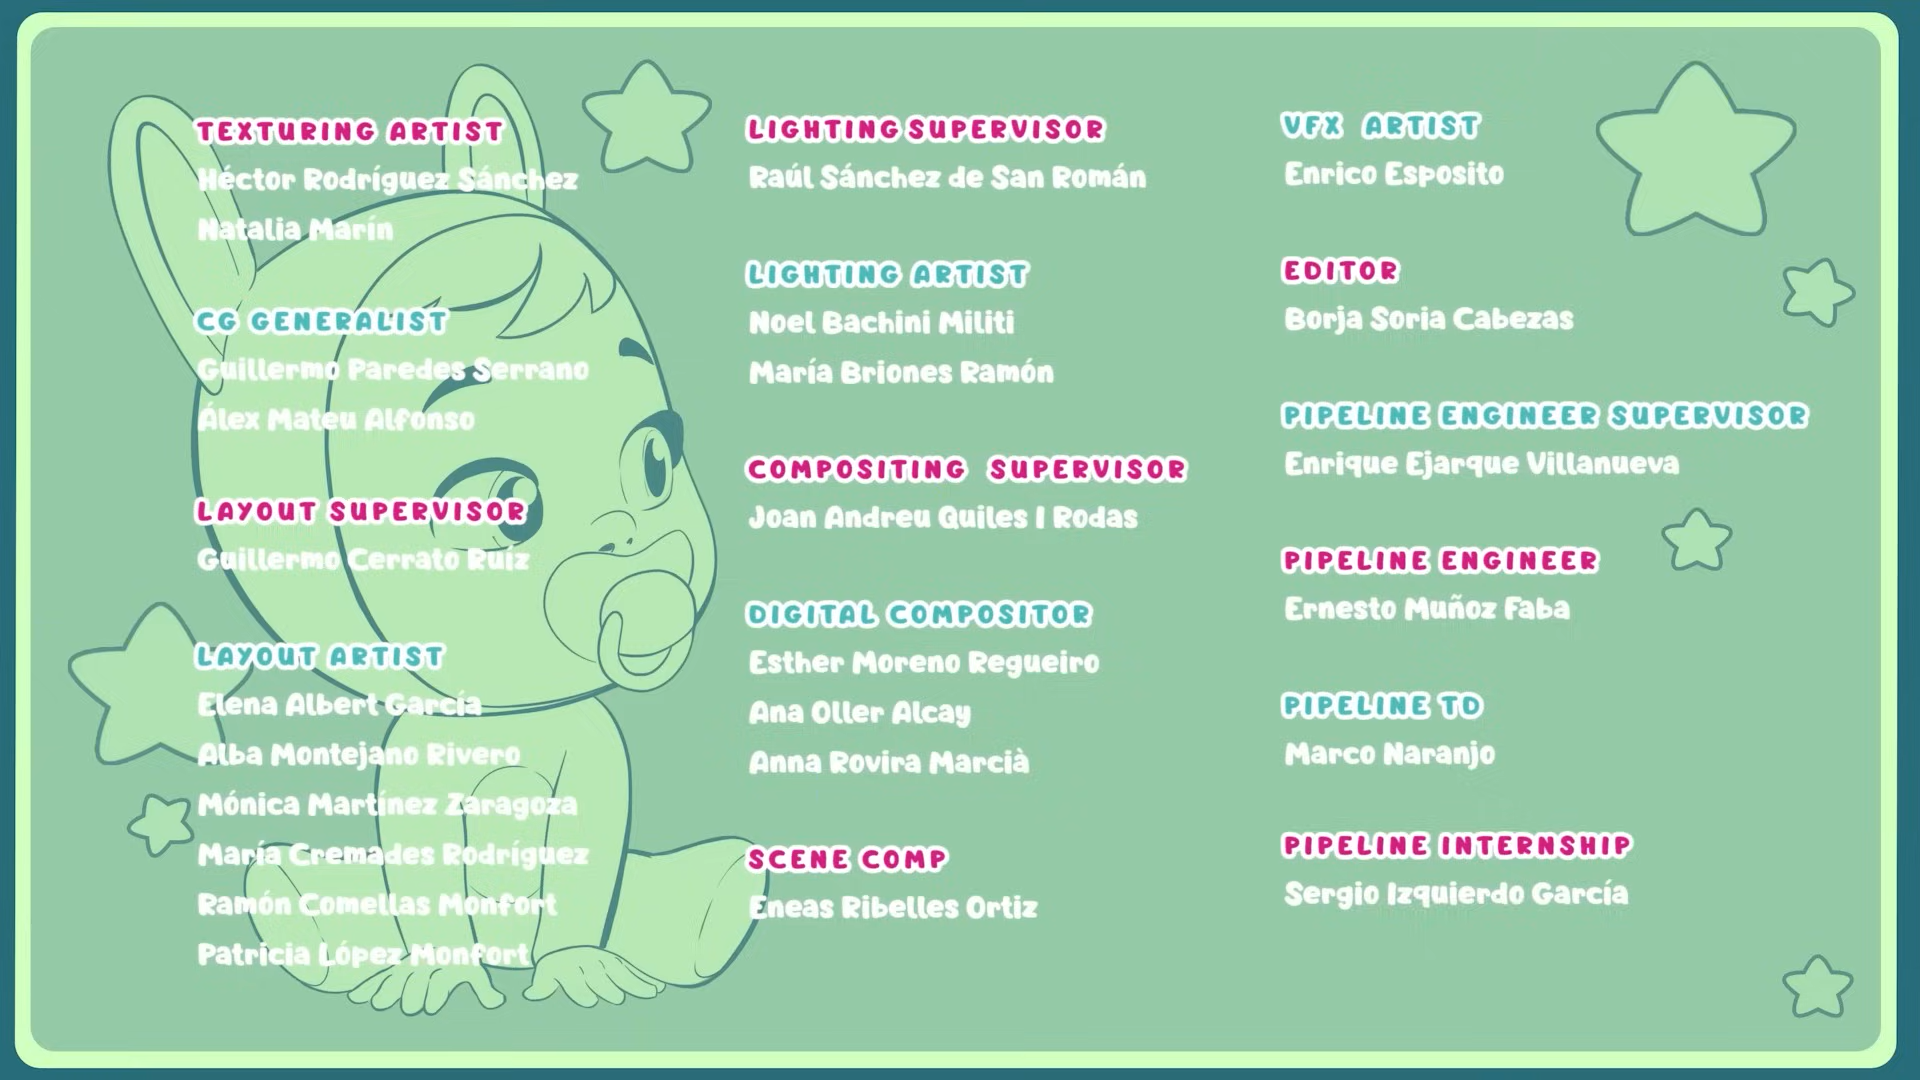 TEXTURING ARTIST
Héctor Rodríguez Sánchez
Natalia Marín
CG GENERALIST
Guillermo Paredes Serrano
Álex Mateu Alfonso
LAYOUT SUPERVISOR
Guillermo Cerrato Ruíz
LAYOUT ARTIST
Elena Albert García
Alba Montejano Rivero
Mónica Martínez Zaragoza
María Cremades Rodríguez
Ramón Comellas Monfort
Patricia López Monfort
LIGHTING SUPERVISOR
Raúl Sánchez de San Román
LIGHTING ARTIST
Noel Bachini Militi
María Briones Ramón
COMPOSITING SUPERVISOR
Joan Andreu Quiles I Rodas
DIGITAL COMPOSITOR
Esther Moreno Regueiro
Ana Oller Alcay
Anna Rovira Marcià
SCENE COMP
Eneas Ribelles Ortiz
VFX ARTIST
Enrico Esposito
EDITOR
Borja Soria Cabezas
PIPELINE ENGINEER SUPERVISOR
Enrique Ejarque Villanueva
PIPELINE ENGINEER
Ernesto Muñoz Faba
PIPELINE TD
Marco Naranjo
PIPELINE INTERNSHIP
Sergio Izquierdo García